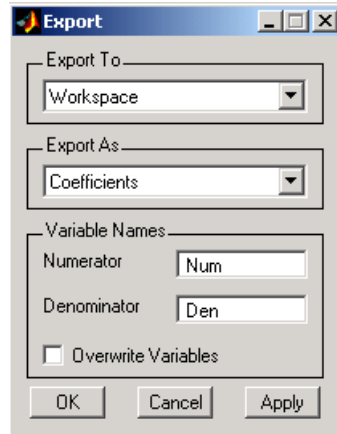 Export
Export To
Workspace
Export As
Coefficients
Variable Names
Numerator Num
Denominator Den
Overwrite Variables
OK Cancel Apply